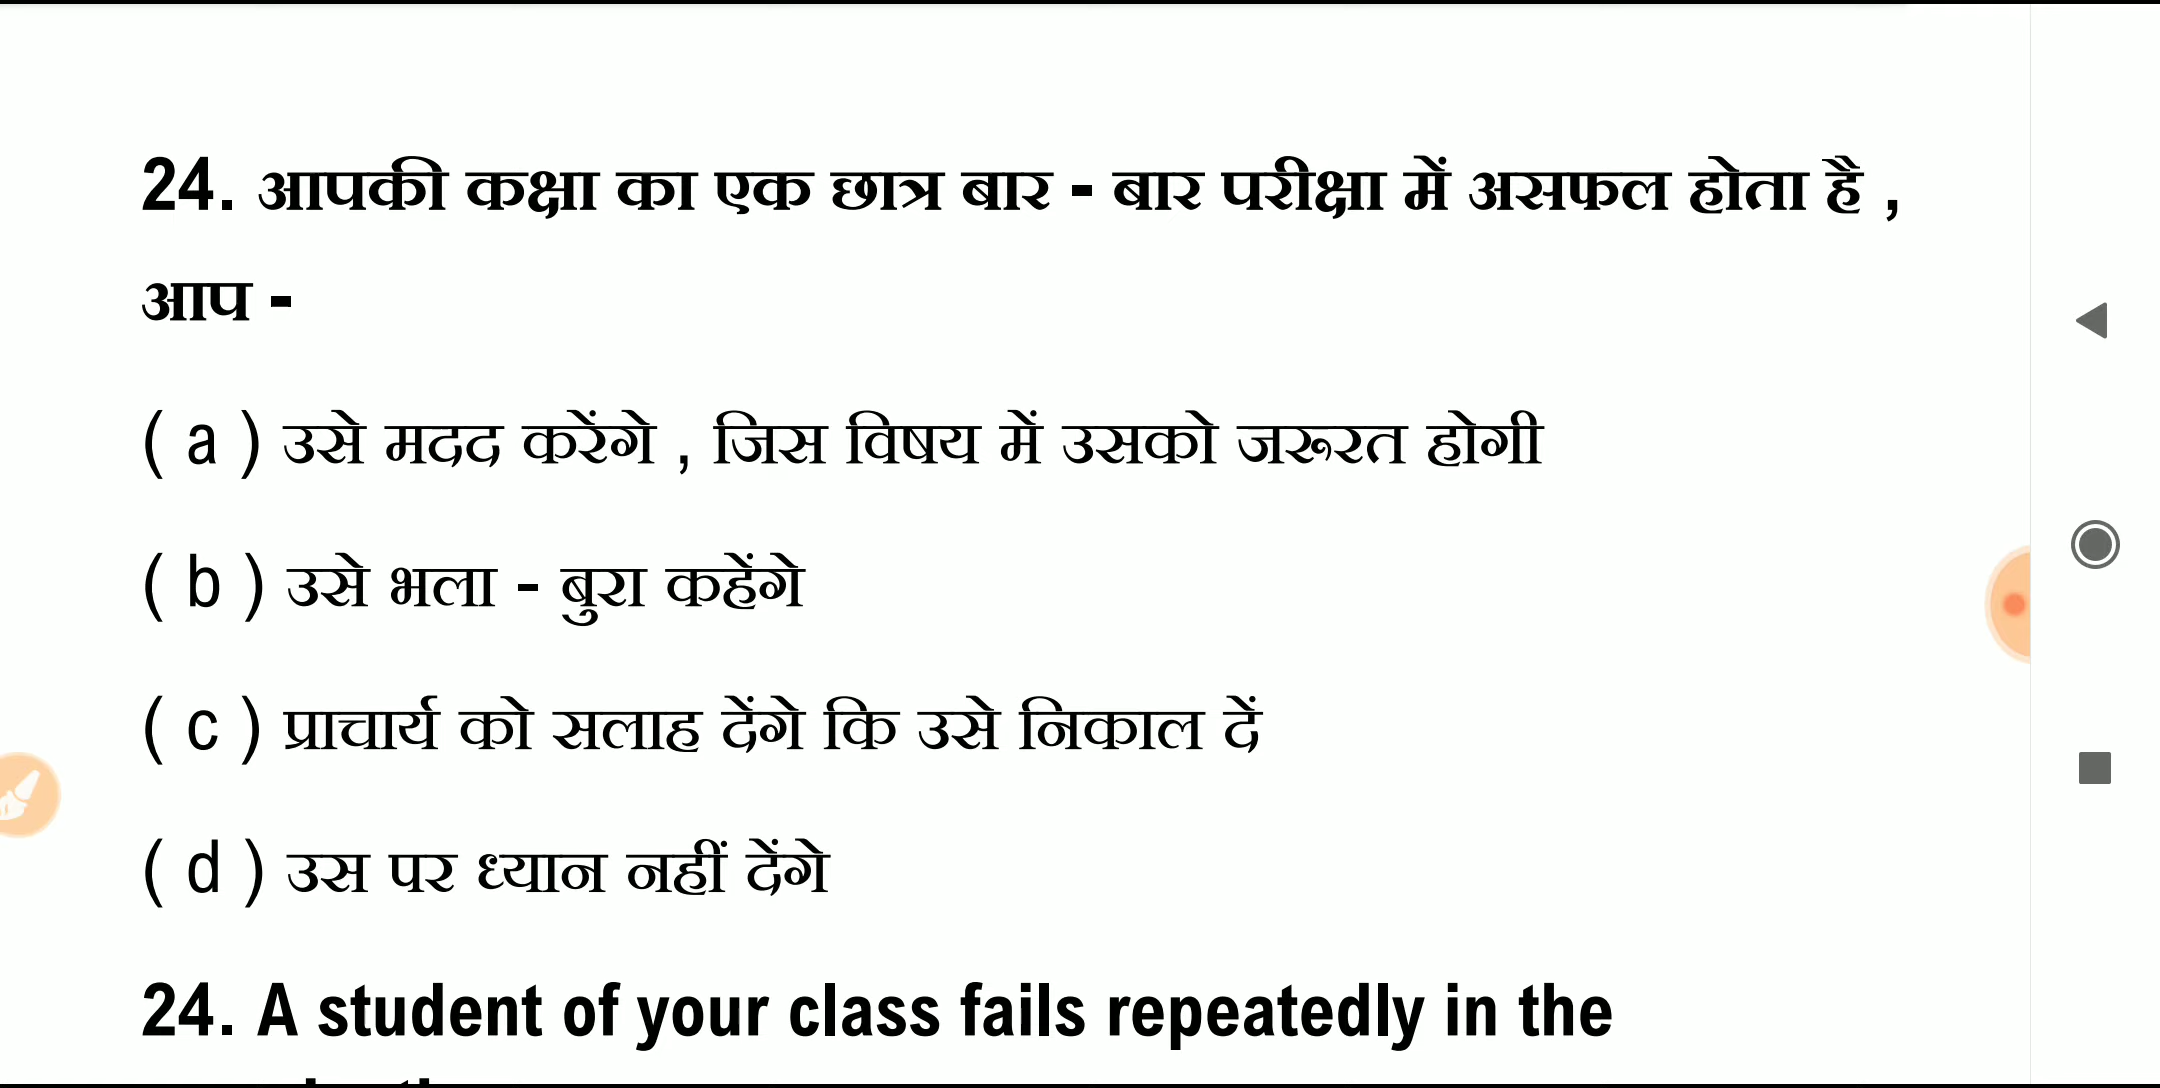 24. आपकी कक्षा का एक छात्र बार - बार परीक्षा में असफल होता है ,
आप -
( a ) उसे मदद करेंगे , जिस विषय में उसको जरूरत होगी
( b ) उसे भला - बुरा कहेंगे
( c ) प्राचार्य को सलाह देंगे कि उसे निकाल दें
( d ) उस पर ध्यान नहीं देंगे
24. A student of your class fails repeatedly in the